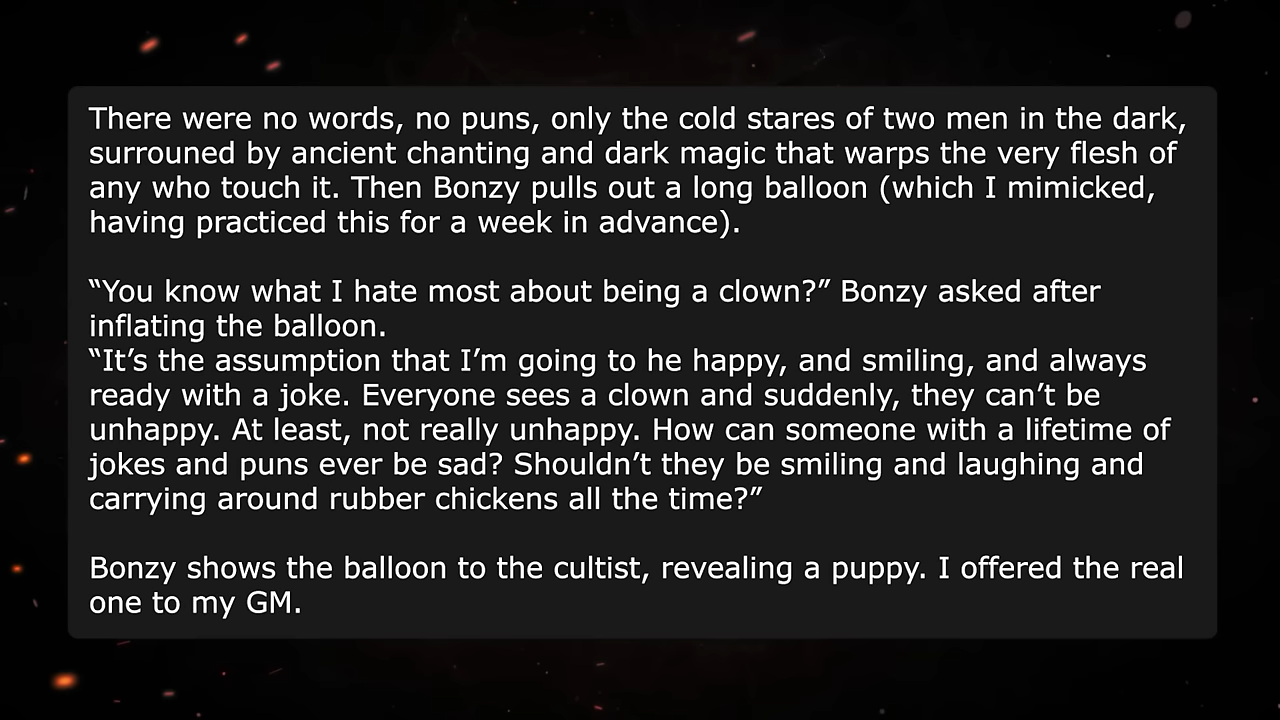 There were no words, no puns, only the cold stares of two men in the dark,
surrouned by ancient chanting and dark magic that warps the very flesh of
any who touch it. Then Bonzy pulls out a long balloon (which I mimicked,
having practiced this for a week in advance).
“You know what I hate most about being a clown?” Bonzy asked after
inflating the balloon.
“It’s the assumption that I’m going to he happy, and smiling, and always
ready with a joke. Everyone sees a clown and suddenly, they can’t be
unhappy. At least, not really unhappy. How can someone with a lifetime of
jokes and puns ever be sad? Shouldn’t they be smiling and laughing and
carrying around rubber chickens all the time?”
Bonzy shows the balloon to the cultist, revealing a puppy. I offered the real
one to my GM.